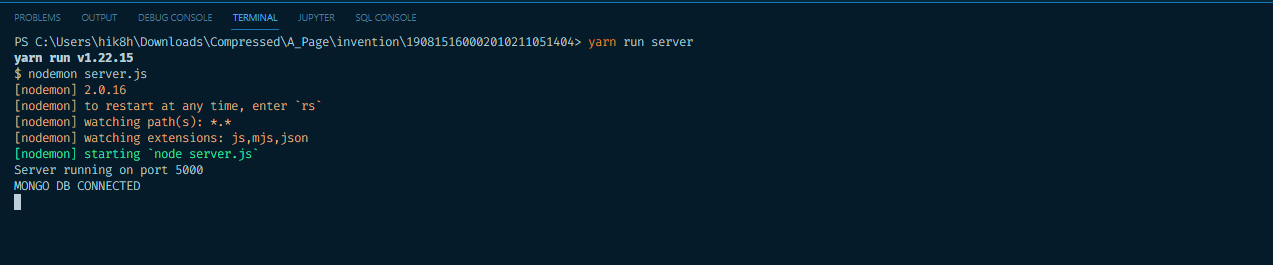 PROBLEMS OUTPUT DEBUG CONSOLE TERMINAL JUPYTER SQL CONSOLE
PS C:\Users\hik8h\Downloads\Compressed\A_Page\invention\190815160002010211051404> yarn run server
yarn run v1.22.15
$ nodemon server.js
[nodemon] 2.0.16
[nodemon] to restart at any time, enter `rs`
[nodemon] watching path(s): *.*
[nodemon] watching extensions: js,mjs,json
[nodemon] starting `node server.js`
Server running on port 5000
MONGO DB CONNECTED